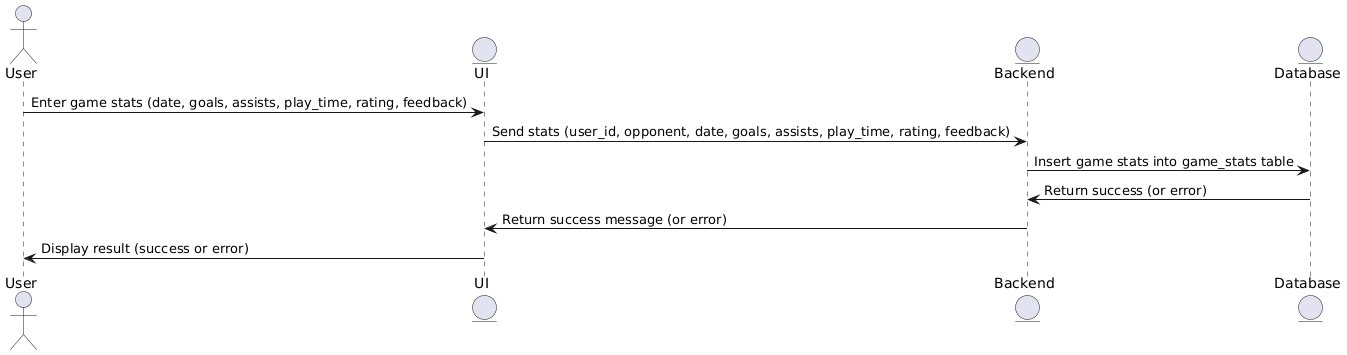 User
UI
Backend
Database
Enter game stats (date, goals, assists, play_time, rating, feedback)
Send stats (user_id, opponent, date, goals, assists, play_time, rating, feedback)
Insert game stats into game_stats table
Return success (or error)
Return success message (or error)
Display result (success or error)
User
UI
Backend
Database